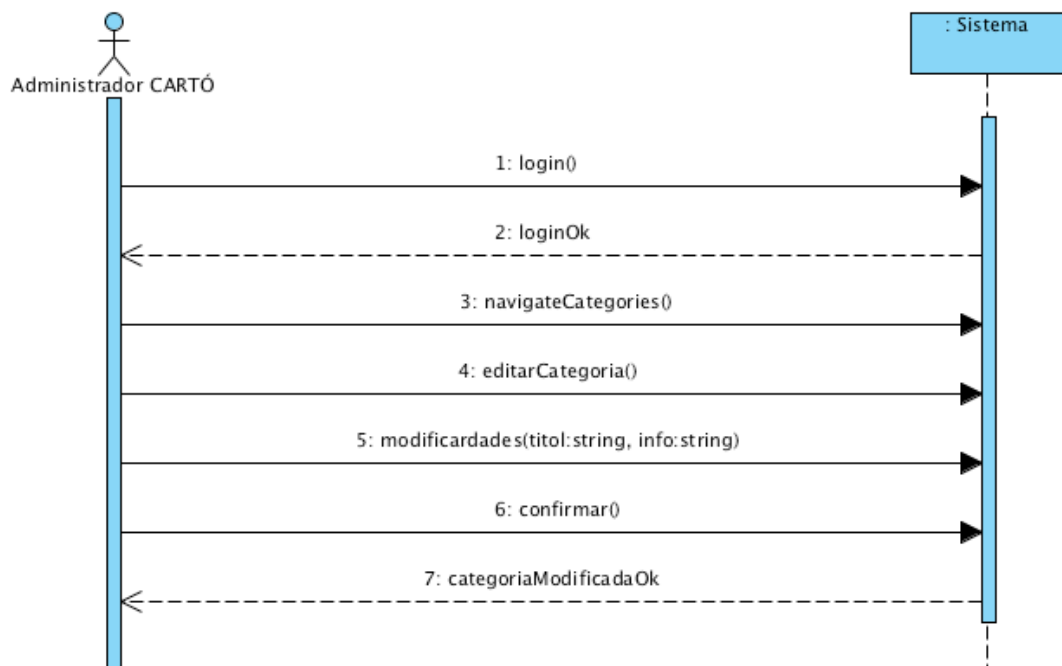 : Sistema
Administrador CARTÓ
1: login()
2: loginOk
3: navigateCategories()
4: editarCategoria()
5: modificardades(titol:string, info:string)
6: confirmar()
7: categoriaModificadaOk